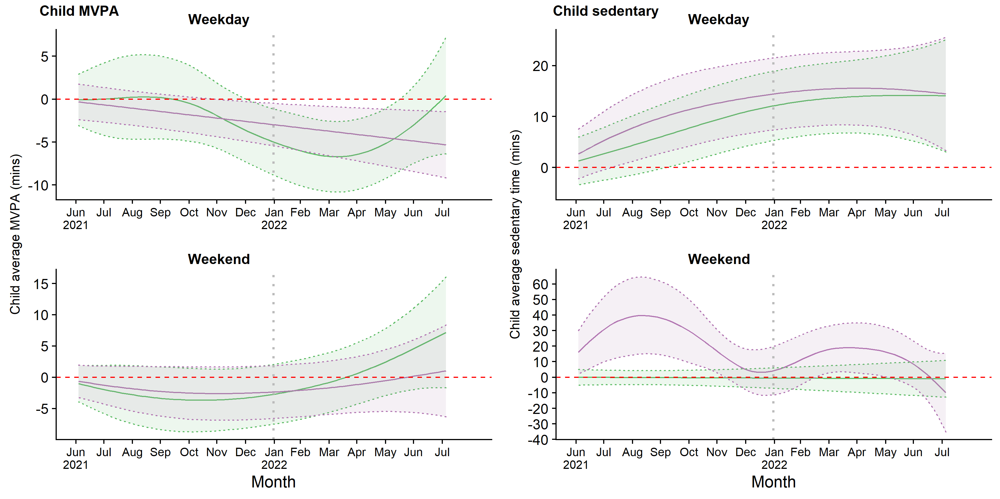 Child MVPA
Weekday
Child average MVPA (mins)
5
0
-5
-10
Jun Jul Aug Sep Oct Nov Dec Jan Feb Mar Apr May Jun Jul
2021 2022
Weekend
15
10
5
0
-5
Jun Jul Aug Sep Oct Nov Dec Jan Feb Mar Apr May Jun Jul
2021 2022
Month
Child sedentary
Weekday
Child average sedentary time (mins)
20
10
0
Jun Jul Aug Sep Oct Nov Dec Jan Feb Mar Apr May Jun Jul
2021 2022
Weekend
60
50
40
30
20
10
0
-10
-20
-30
-40
Jun Jul Aug Sep Oct Nov Dec Jan Feb Mar Apr May Jun Jul
2021 2022
Month